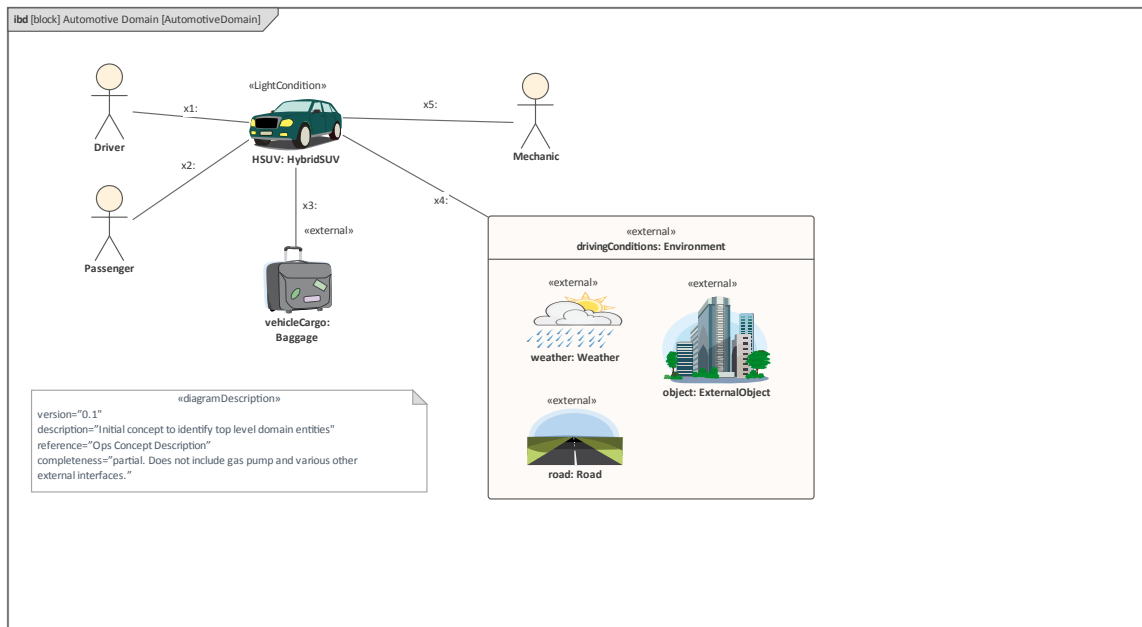 ibd [block] Automotive Domain [AutomotiveDomain]
«LightCondition»
x1:
x5:
Driver
HSUV: HybridSUV
Mechanic
x2:
x3:
x4:
«external»
Passenger
vehicleCargo:
Baggage
«external»
drivingConditions: Environment
«external»
weather: Weather
«external»
object: ExternalObject
«external»
road: Road
«diagramDescription»
version="0.1"
description="Initial concept to identify top level domain entities"
reference="Ops Concept Description"
completeness="partial. Does not include gas pump and various other
external interfaces."